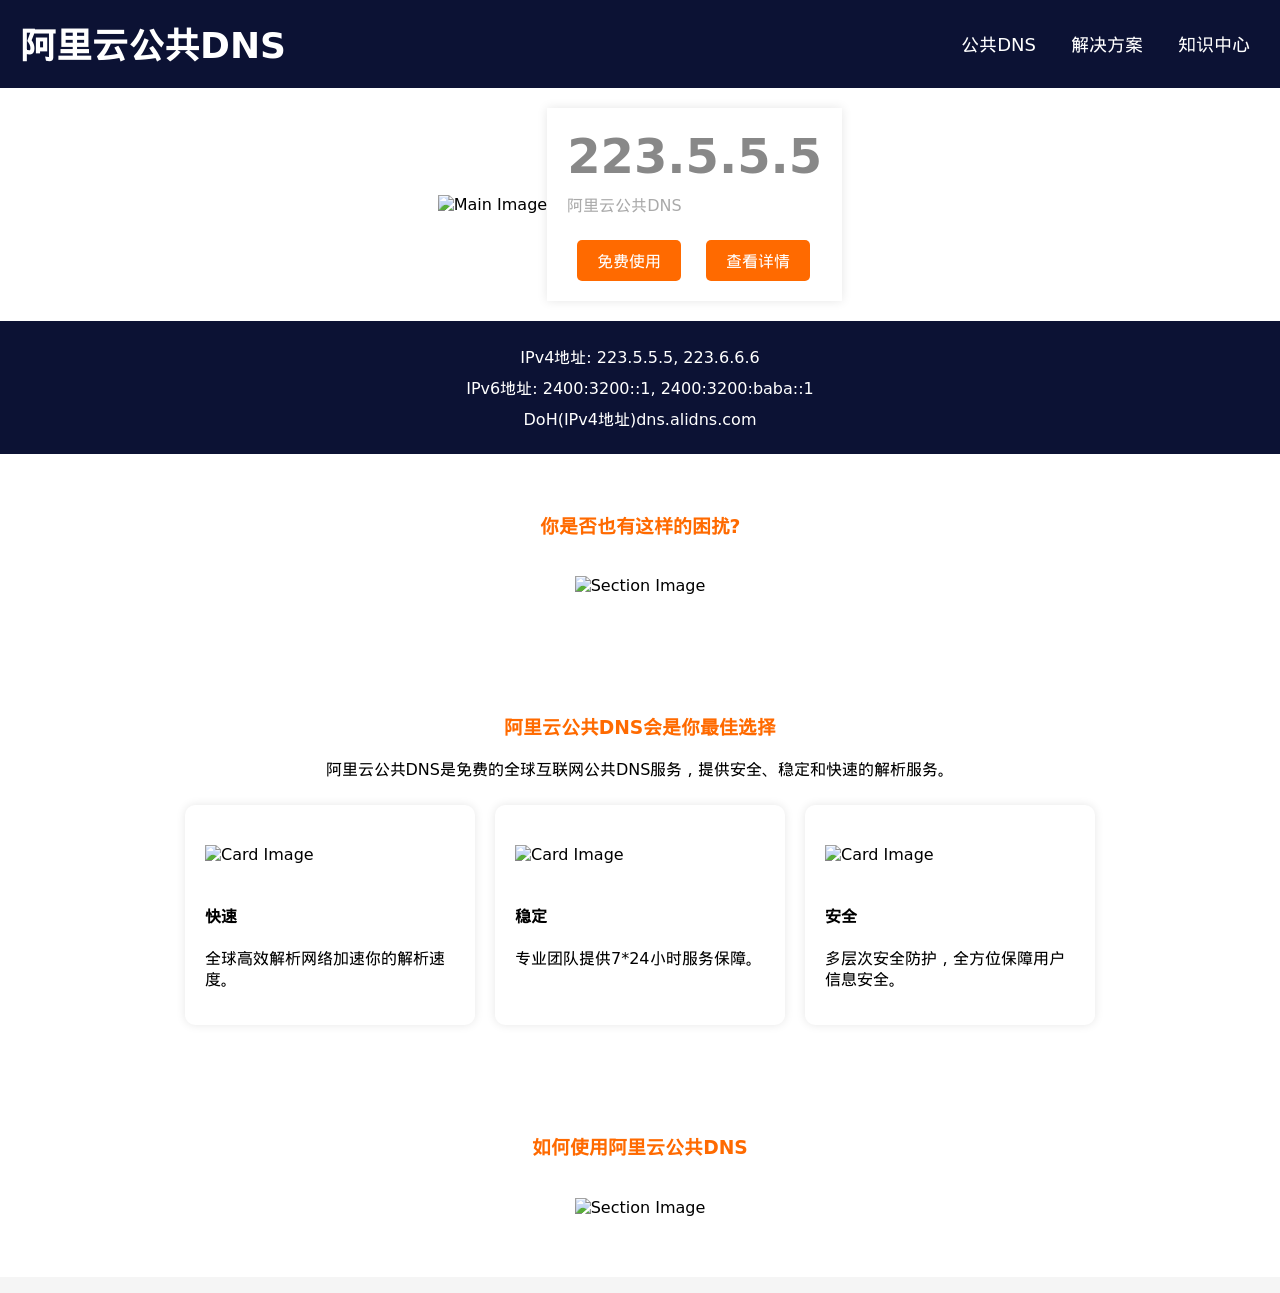 阿里云公共DNS
公共DNS 解决方案 知识中心
223.5.5.5
Main Image
阿里云公共DNS
免费使用 查看详情
IPv4地址: 223.5.5.5, 223.6.6.6
IPv6地址: 2400:3200::1, 2400:3200:baba::1
DoH(IPv4地址)dns.alidns.com
你是否也有这样的困扰?
Section Image
阿里云公共DNS会是你最佳选择
阿里云公共DNS是免费的全球互联网公共DNS服务，提供安全、稳定和快速的解析服务。
Card Image
快速
全球高效解析网络加速你的解析速
度。
Card Image
稳定
专业团队提供7*24小时服务保障。
Card Image
安全
多层次安全防护，全方位保障用户
信息安全。
如何使用阿里云公共DNS
Section Image